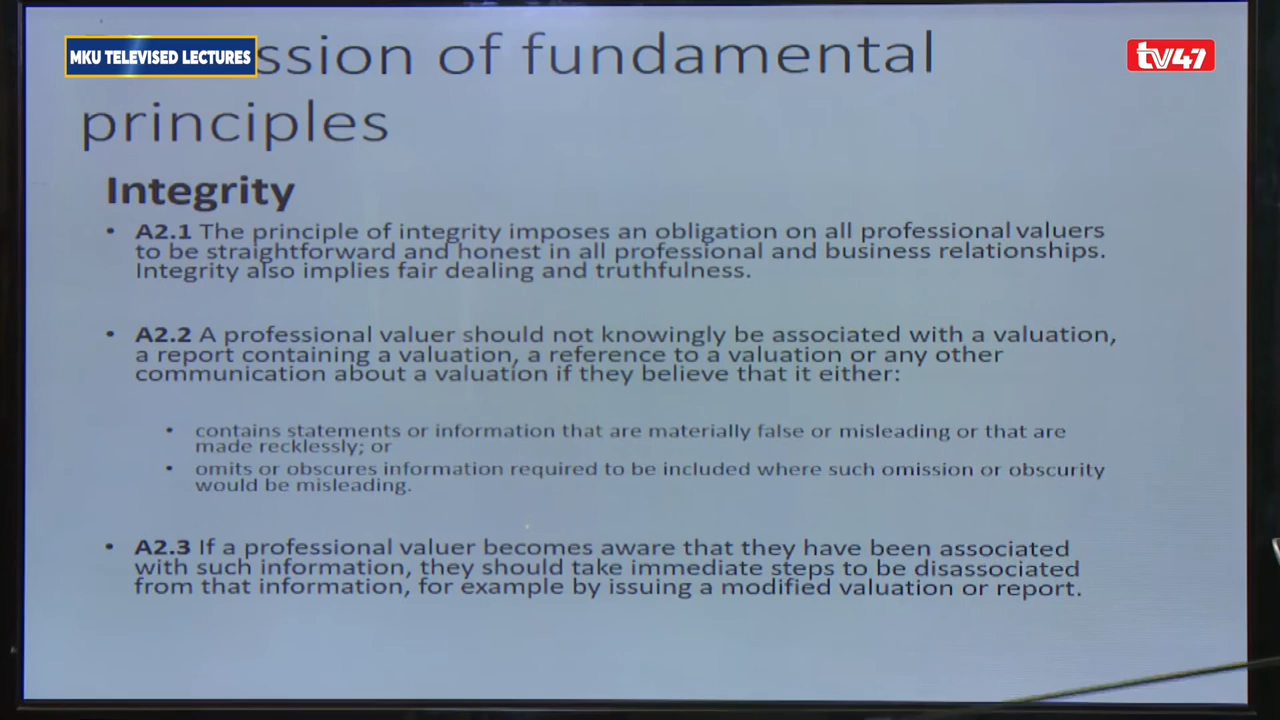 MKU TELEVISED LECTURES
tv47
ssion of fundamental
principles
Integrity
• A2.1 The principle of integrity imposes an obligation on all professional valuers
to be straightforward and honest in all professional and business relationships.
Integrity also implies fair dealing and truthfulness.
• A2.2 A professional valuer should not knowingly be associated with a valuation,
a report containing a valuation, a reference to a valuation or any other
communication about a valuation if they believe that it either:
• contains statements or information that are materially false or misleading or that are
made recklessly; or
• omits or obscures information required to be included where such omission or obscurity
would be misleading.
• A2.3 If a professional valuer becomes aware that they have been associated
with such information, they should take immediate steps to be disassociated
from that information, for example by issuing a modified valuation or report.